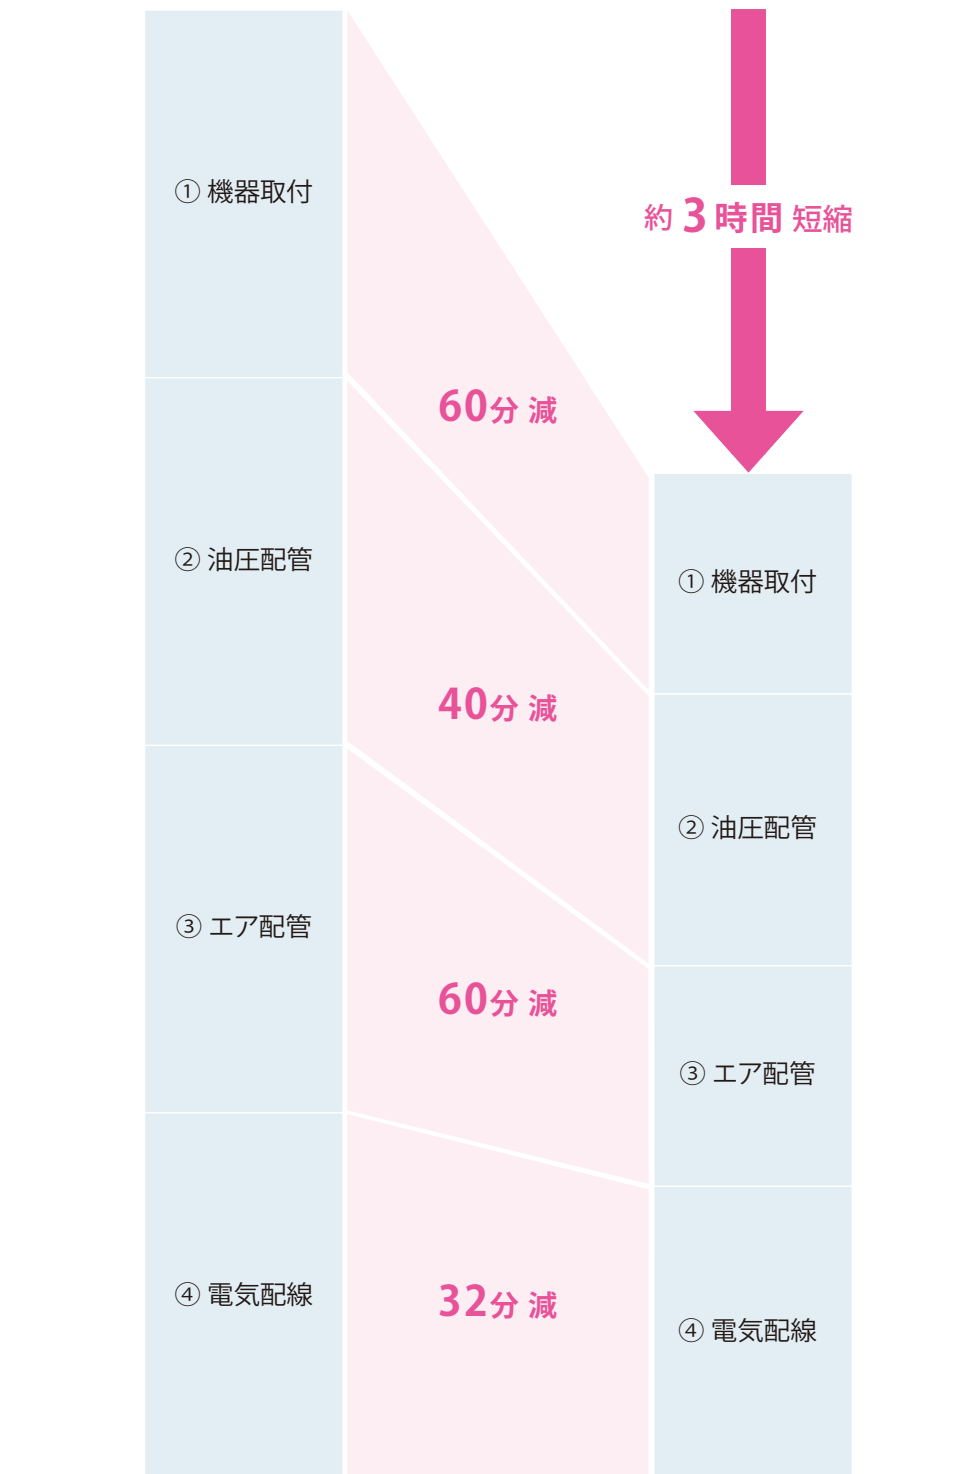 ① 機器取付
② 油圧配管
③ エア配管
④ 電気配線
60分 減
40分 減
60分 減
32分 減
約 3時間 短縮
① 機器取付
② 油圧配管
③ エア配管
④ 電気配線